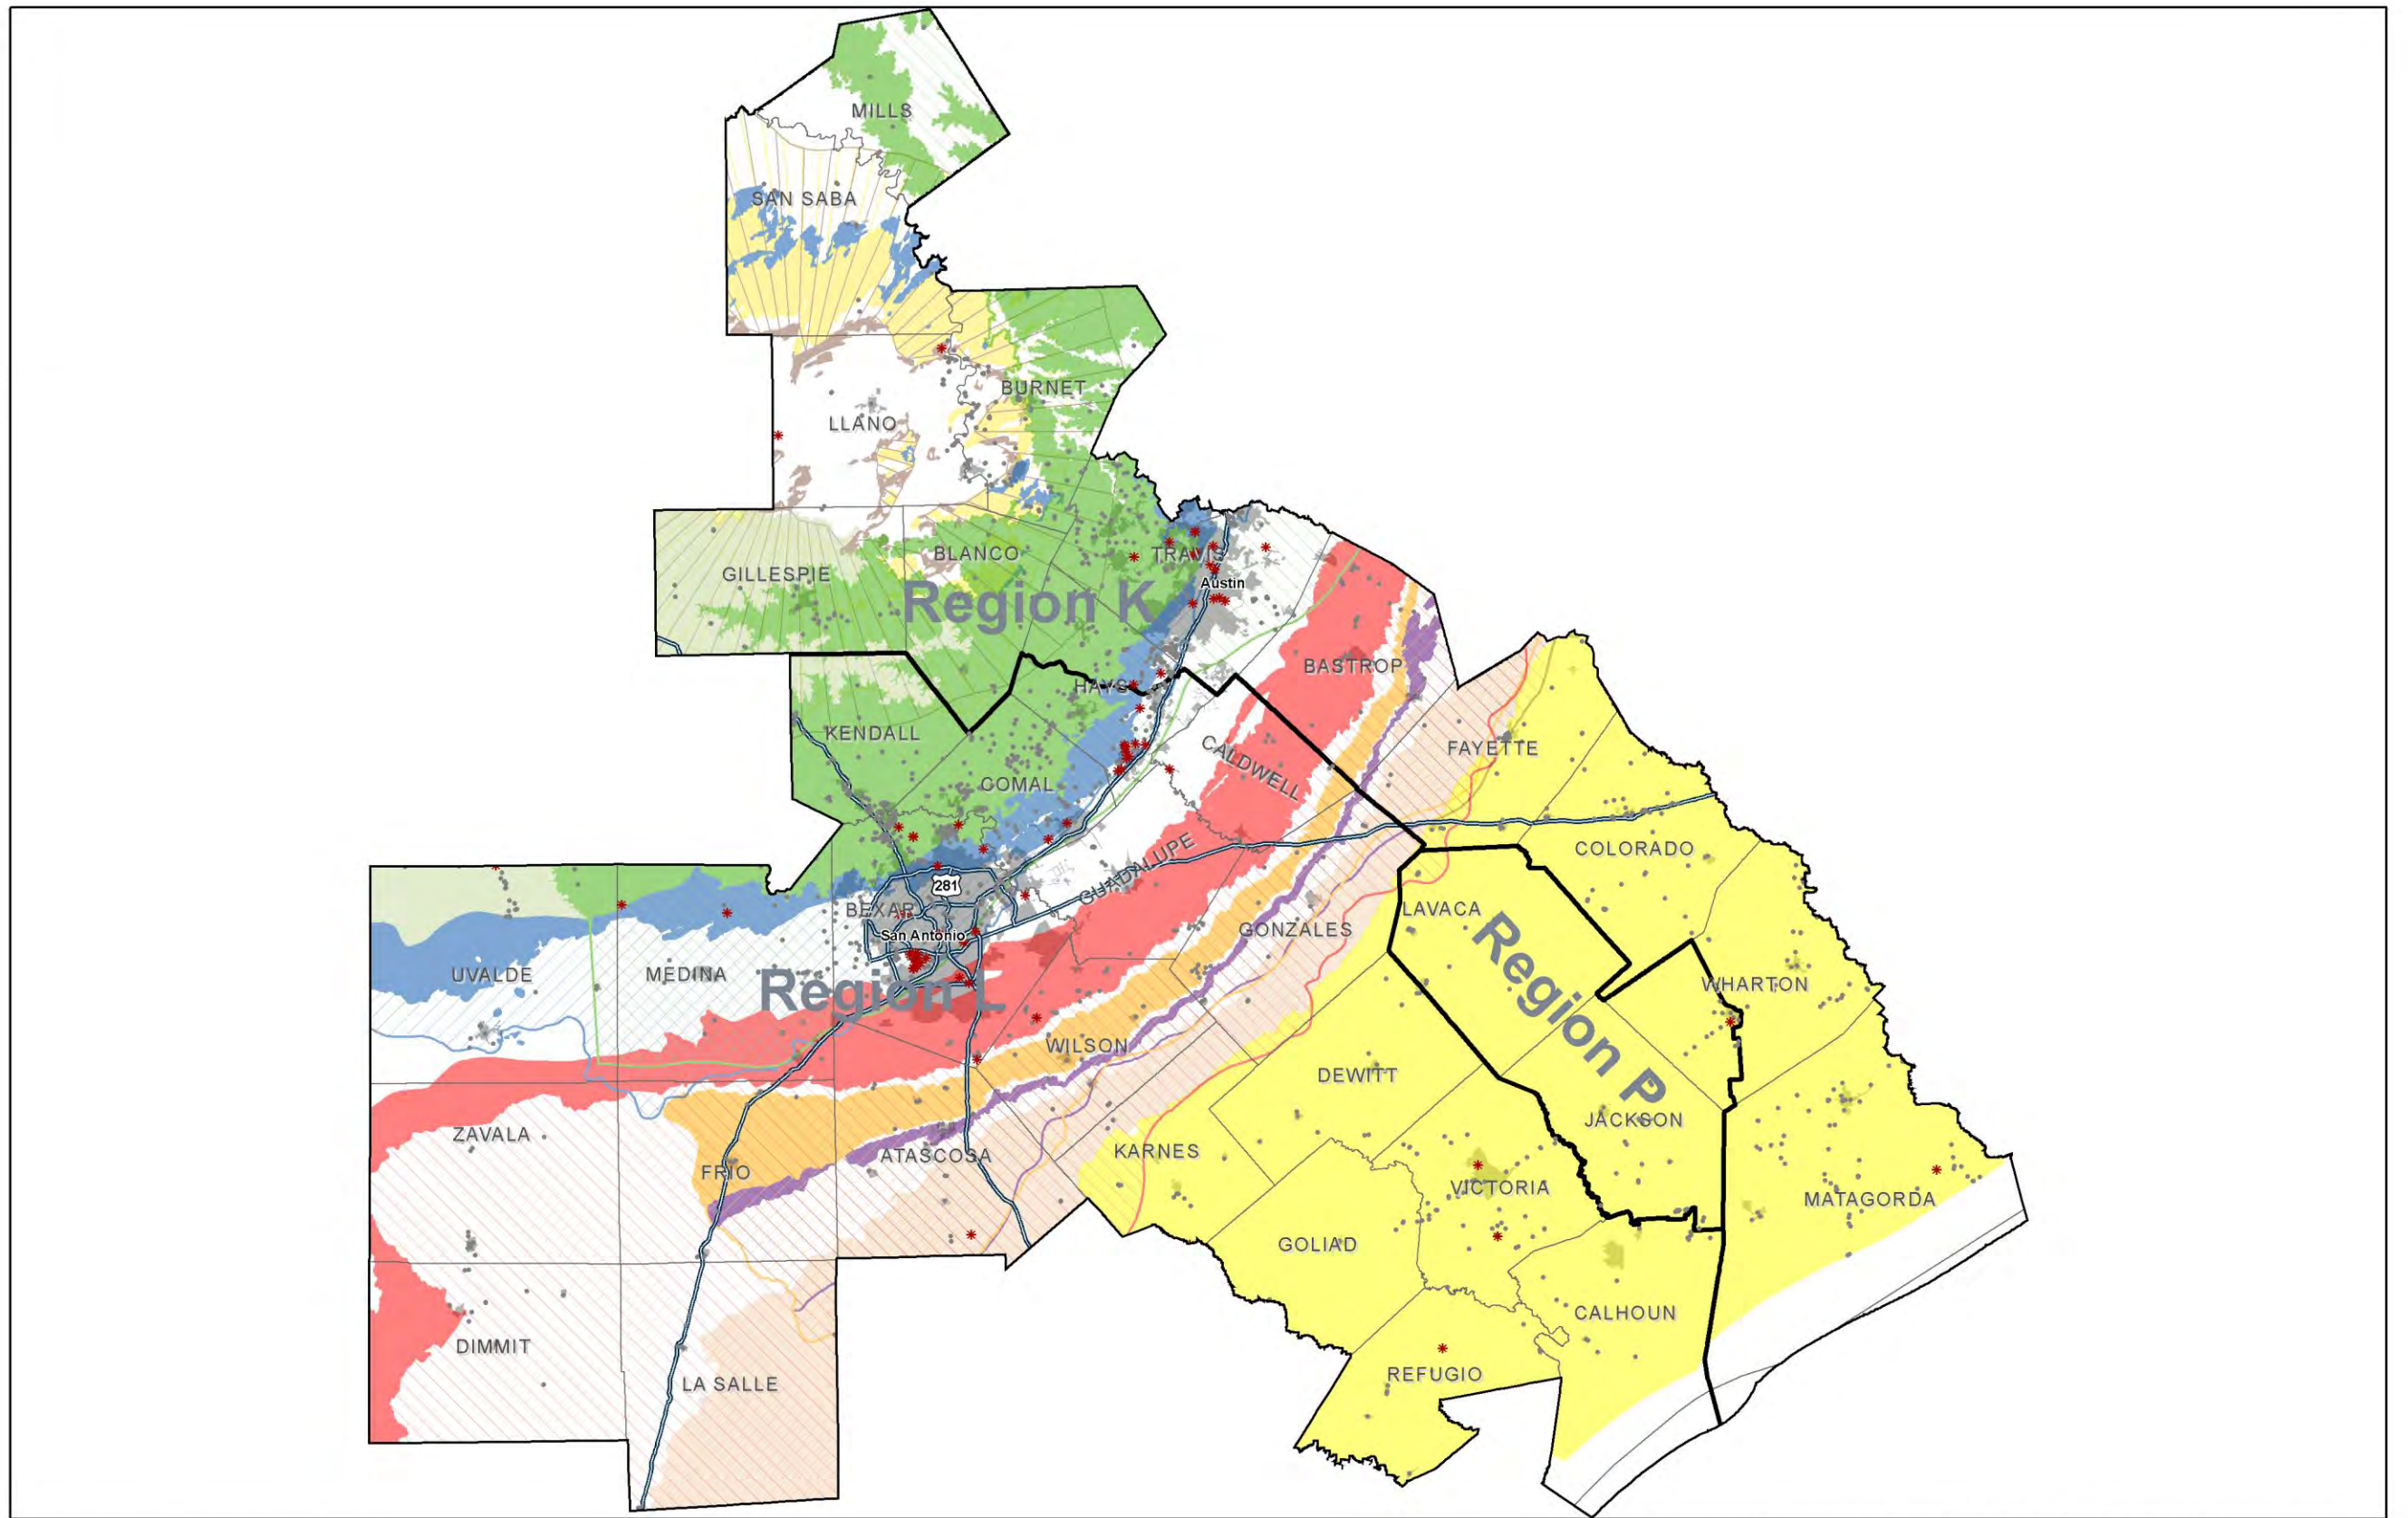 MILLS
SAN SABA
BURNET
LLANO
BLANCO
TRAVIS
GILLESPIE
Austin
Region K
BASTROP
HAYS
KENDALL
CALDWELL
FAYETTE
COMAL
COLORADO
GUADALUPE
281
BEXAR
LAVACA
San Antonio
GONZALES
UVALDE
MEDINA
Region L
Region P
WHARTON
WILSON
DEWITT
ZAVALA
JACKSON
KARNES
ATASCOSA
FRIO
VICTORIA
MATAGORDA
GOLIAD
CALHOUN
DIMMIT
REFUGIO
LA SALLE